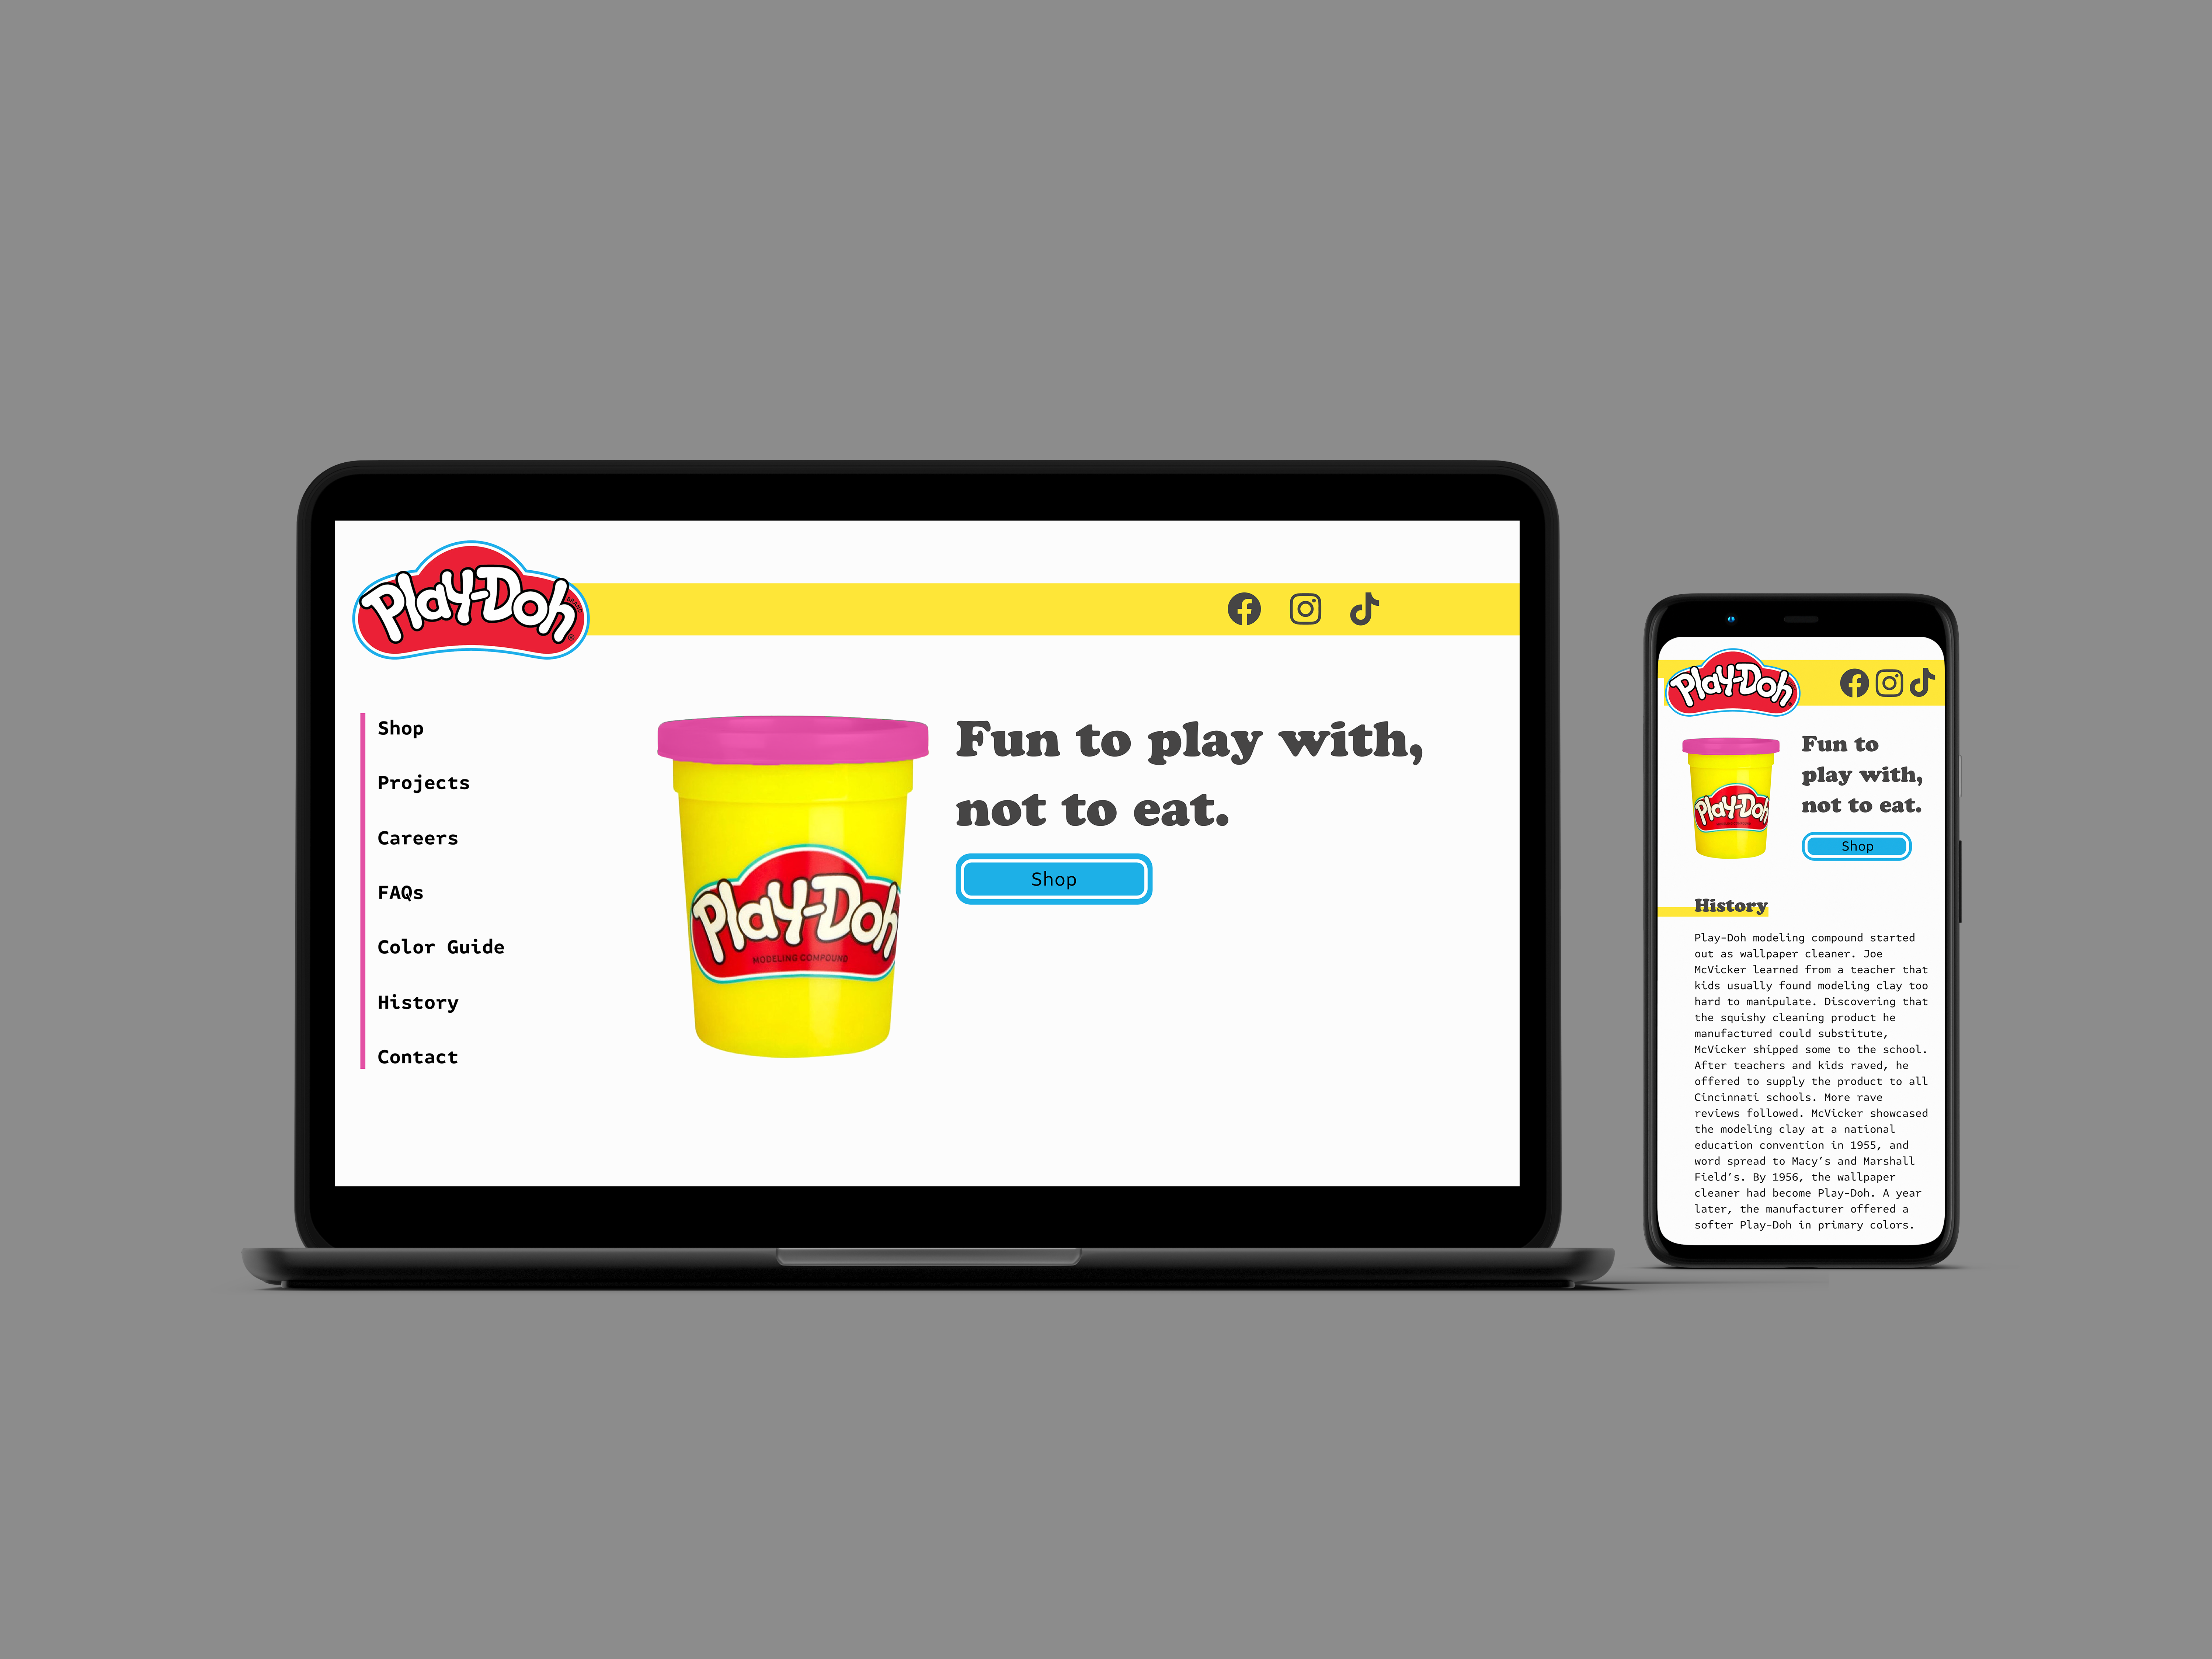 Play-Doh
BRAND
®
Shop
Projects
Careers
FAQs
Color Guide
History
Contact
Play-Doh
MODELING COMPOUND
Fun to play with,
not to eat.
Shop
Play-Doh
Play-Doh
Fun to
play with,
not to eat.
Shop
History
Play-Doh modeling compound started
out as wallpaper cleaner. Joe
McVicker learned from a teacher that
kids usually found modeling clay too
hard to manipulate. Discovering that
the squishy cleaning product he
manufactured could substitute,
McVicker shipped some to the school.
After teachers and kids raved, he
offered to supply the product to all
Cincinnati schools. More rave
reviews followed. McVicker showcased
the modeling clay at a national
education convention in 1955, and
word spread to Macy’s and Marshall
Field’s. By 1956, the wallpaper
cleaner had become Play-Doh. A year
later, the manufacturer offered a
softer Play-Doh in primary colors.